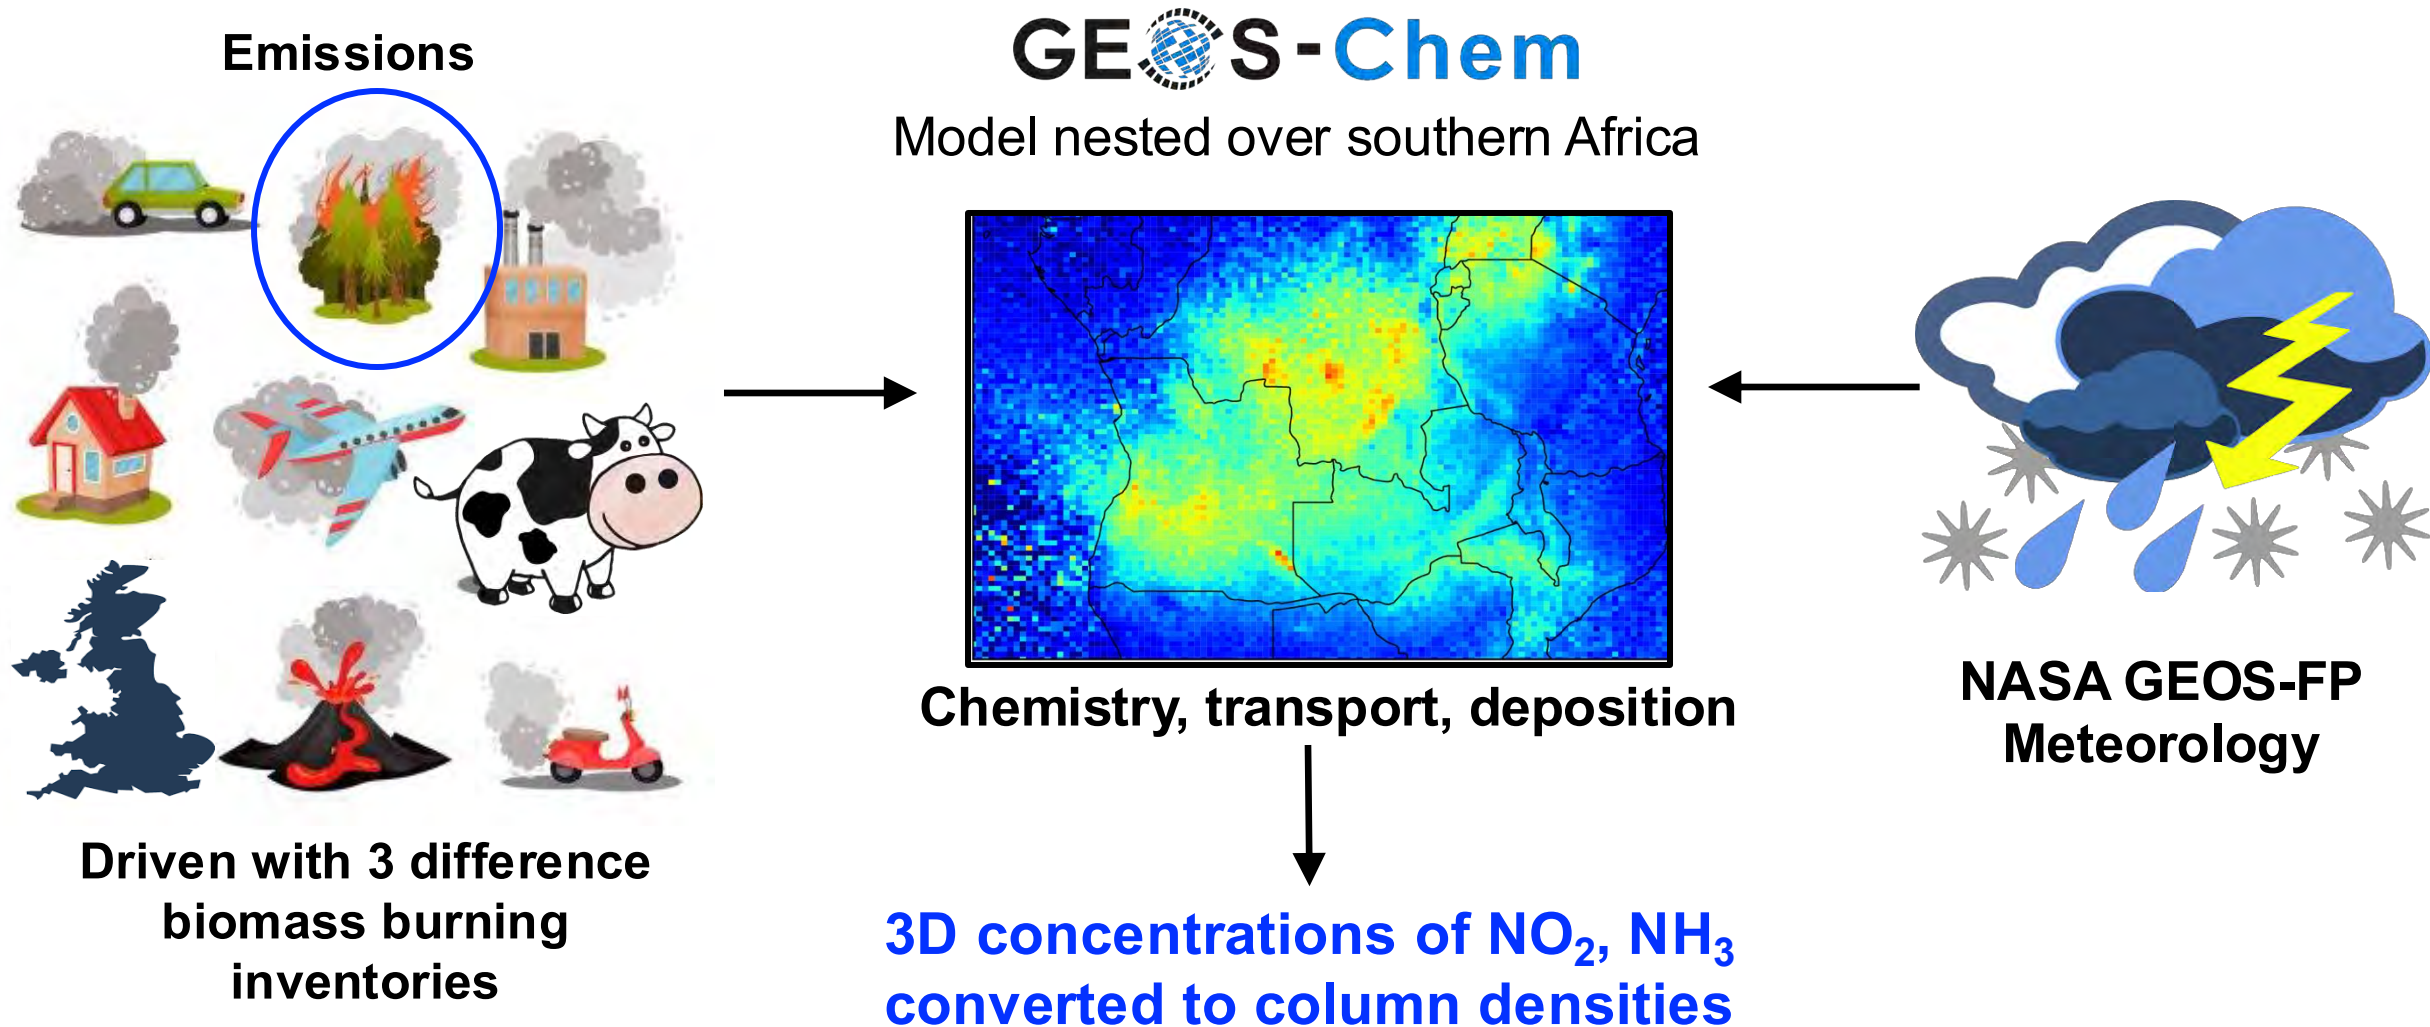 Emissions
Driven with 3 difference
biomass burning
inventories
GEOS-Chem
Model nested over southern Africa
Chemistry, transport, deposition
3D concentrations of NO₂, NH₃
converted to column densities
NASA GEOS-FP
Meteorology